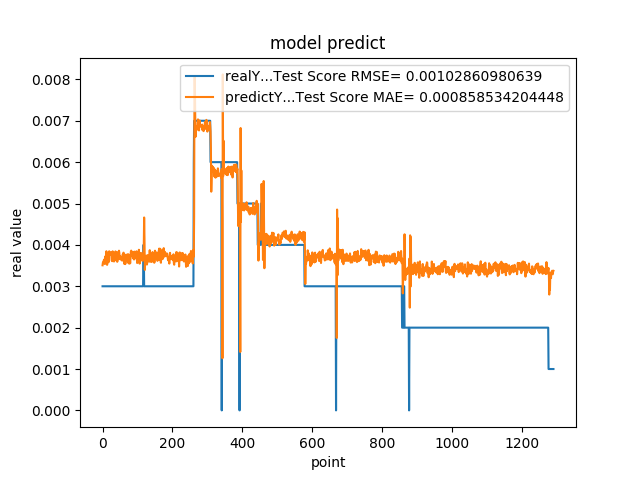 model predict
realY...Test Score RMSE= 0.00102860980639
predictY...Test Score MAE= 0.000858534204448
0.008
0.007
0.006
0.005
0.004
0.003
0.002
0.001
0.000
real value
0 200 400 600 800 1000 1200
point